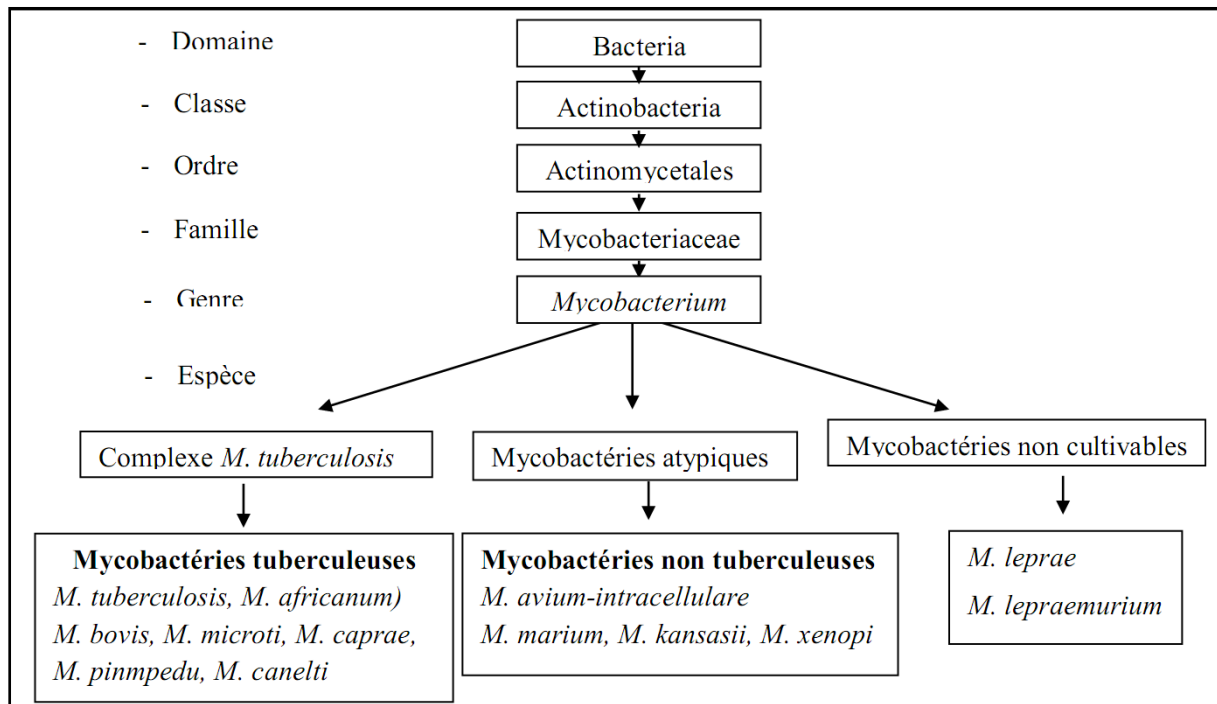 - Domaine
Bacteria
- Classe
Actinobacteria
- Ordre
Actinomycetales
- Famille
Mycobacteriaceae
- Genre
Mycobacterium
- Espèce
Complexe M. tuberculosis
Mycobactéries atypiques
Mycobactéries non cultivables
Mycobactéries tuberculeuses
M. tuberculosis, M. africanum)
M. bovis, M. microti, M. caprae,
M. pinmpedu, M. canelti
Mycobactéries non tuberculeuses
M. avium-intracellulare
M. marium, M. kansasii, M. xenopi
M. leprae
M. lepraemurium